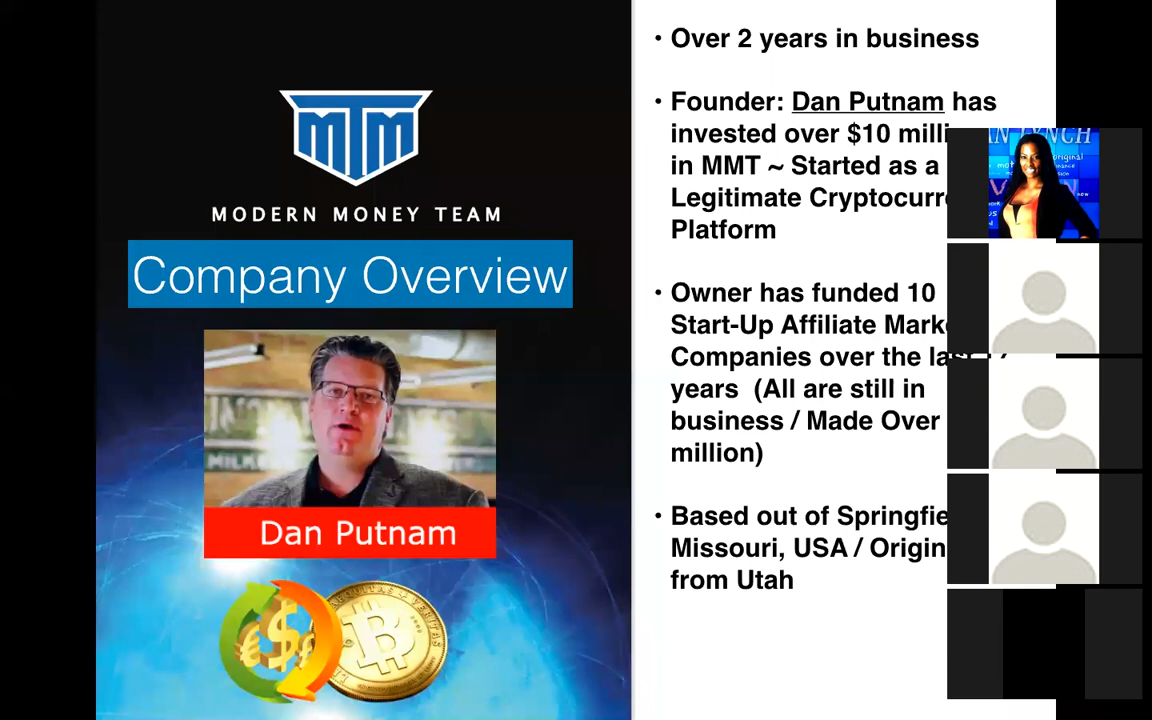 MTM
MODERN MONEY TEAM
Company Overview
Dan Putnam
• Over 2 years in business
• Founder: Dan Putnam has
invested over $10
in MMT ~ Started as a
Legitimate
Platform
• Owner has funded 10
Start-Up Affiliate
Companies over the
years (All are still in
business / Made Over
million)
• Based out of
Missouri, USA /
from Utah